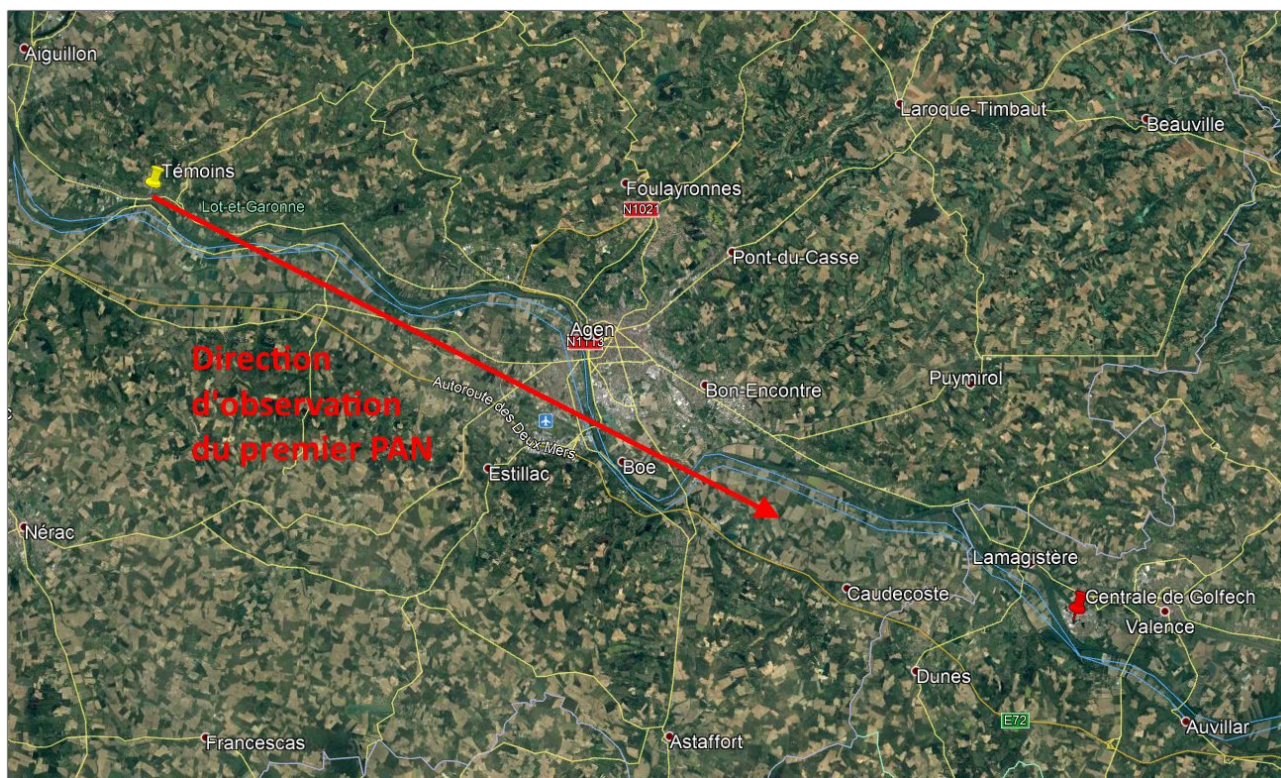 Aiguillon
Laroque-Timbaut
Beauville
Témoins
Foulayronnes
Lot-et-Garonne
N1021
Pont-du-Casse
Agen
N1113
Direction
d'observation
du premier PAN
Autoroute des Deux-Mers
Bon-Encontre
Puymirol
c
Estillac
Boe
Nérac
Lamagistère
Caudecoste
Centrale de Golfech
Valence
Dunes
E72
Auvillar
Francescas
Astaffort